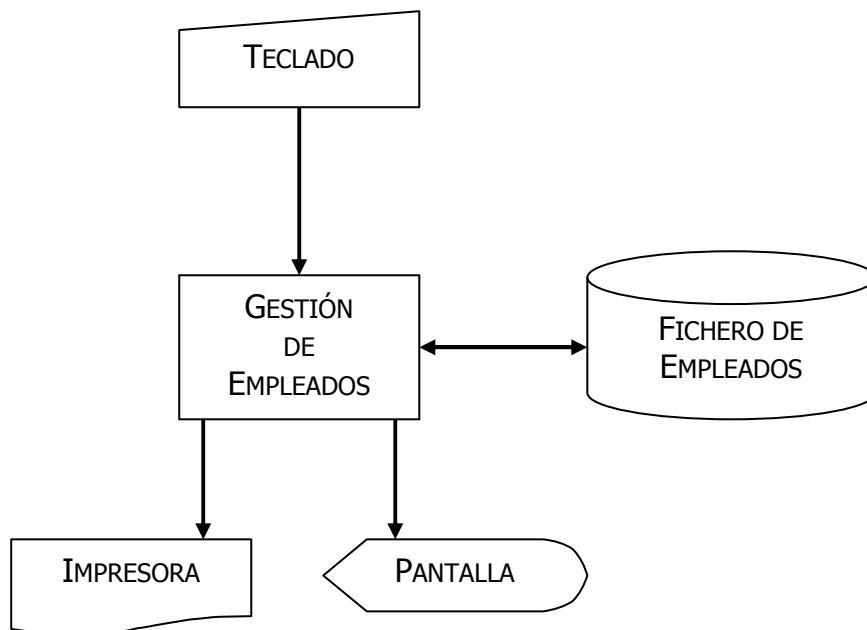 TECLADO
GESTIÓN
DE
EMPLEADOS
FICHERO DE
EMPLEADOS
IMPRESORA
PANTALLA